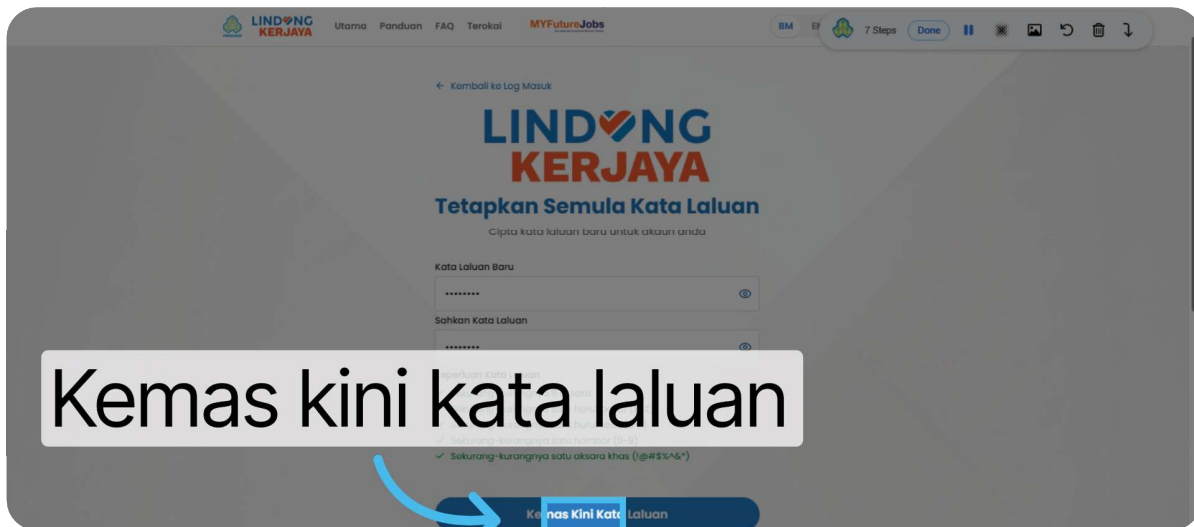 LINDUNG KERJAYA Utama Panduan FAQ Terokai MYFutureJobs BM 7 Steps Done
← Kembali ke Log Masuk
LINDUNG
KERJAYA
Tetapkan Semula Kata Laluan
Cipta kata laluan baru untuk akaun anda
Kata Laluan Baru
••••••••
Sahkan Kata Laluan
••••••••
Kemas kini kata laluan
✓ Sekurang-kurangnya satu nombor (0-9)
✓ Sekurang-kurangnya satu aksara khas (!@#$%^&*)
Kemas Kini Kata Laluan